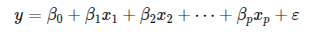 y = β₀ + β₁x₁ + β₂x₂ + ⋯ + βₚxₚ + ε